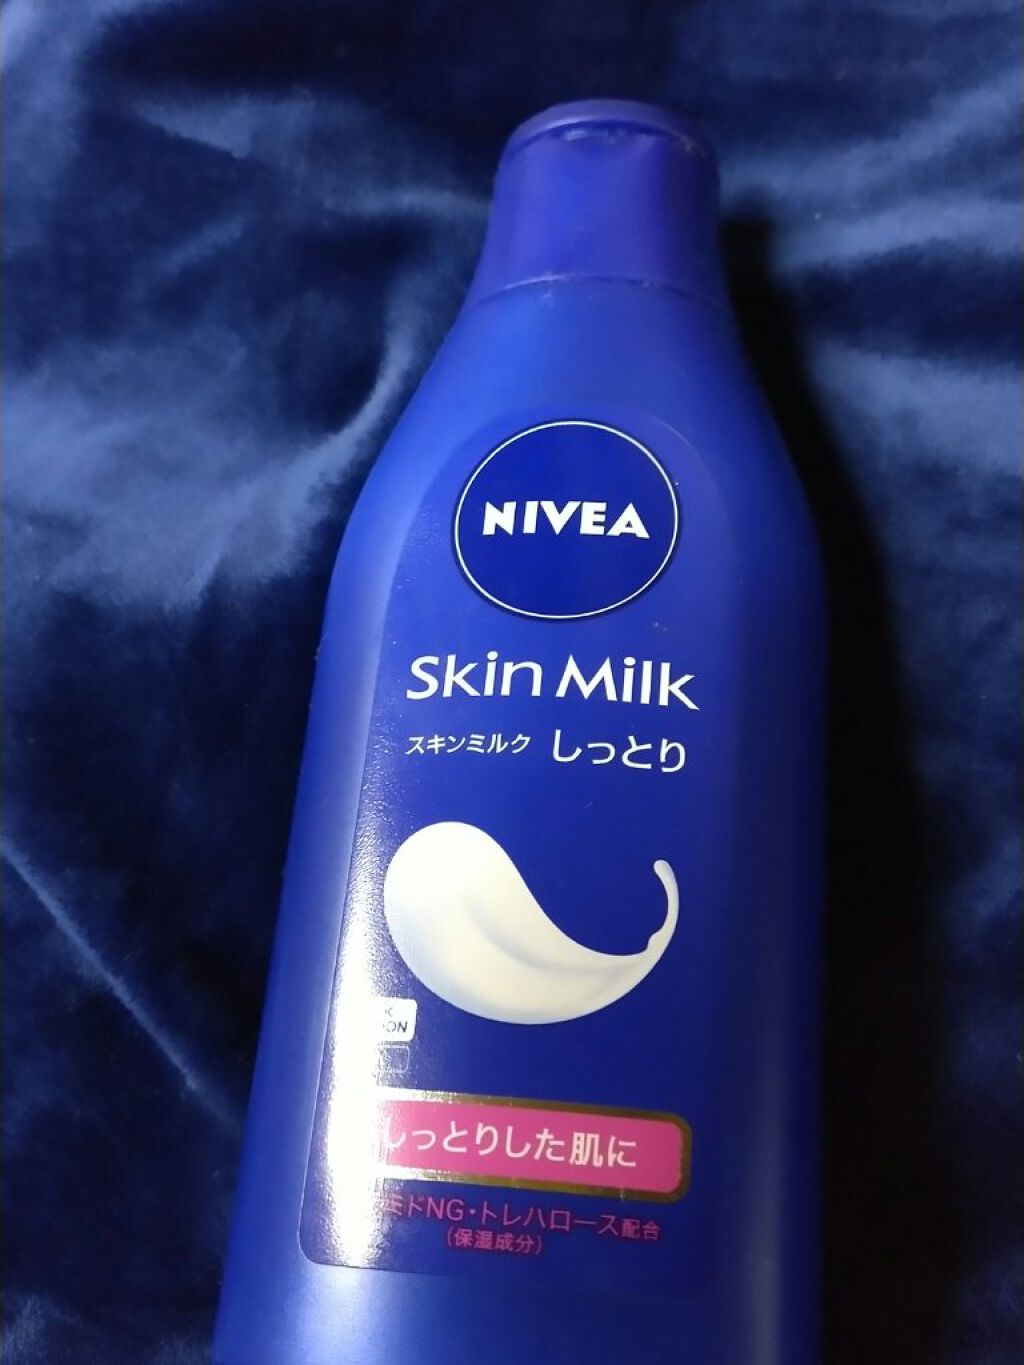 NIVEA
Skin Milk
スキンミルク しっとり
しっとりした肌に
ミドNG・トレハロース配合
(保湿成分)